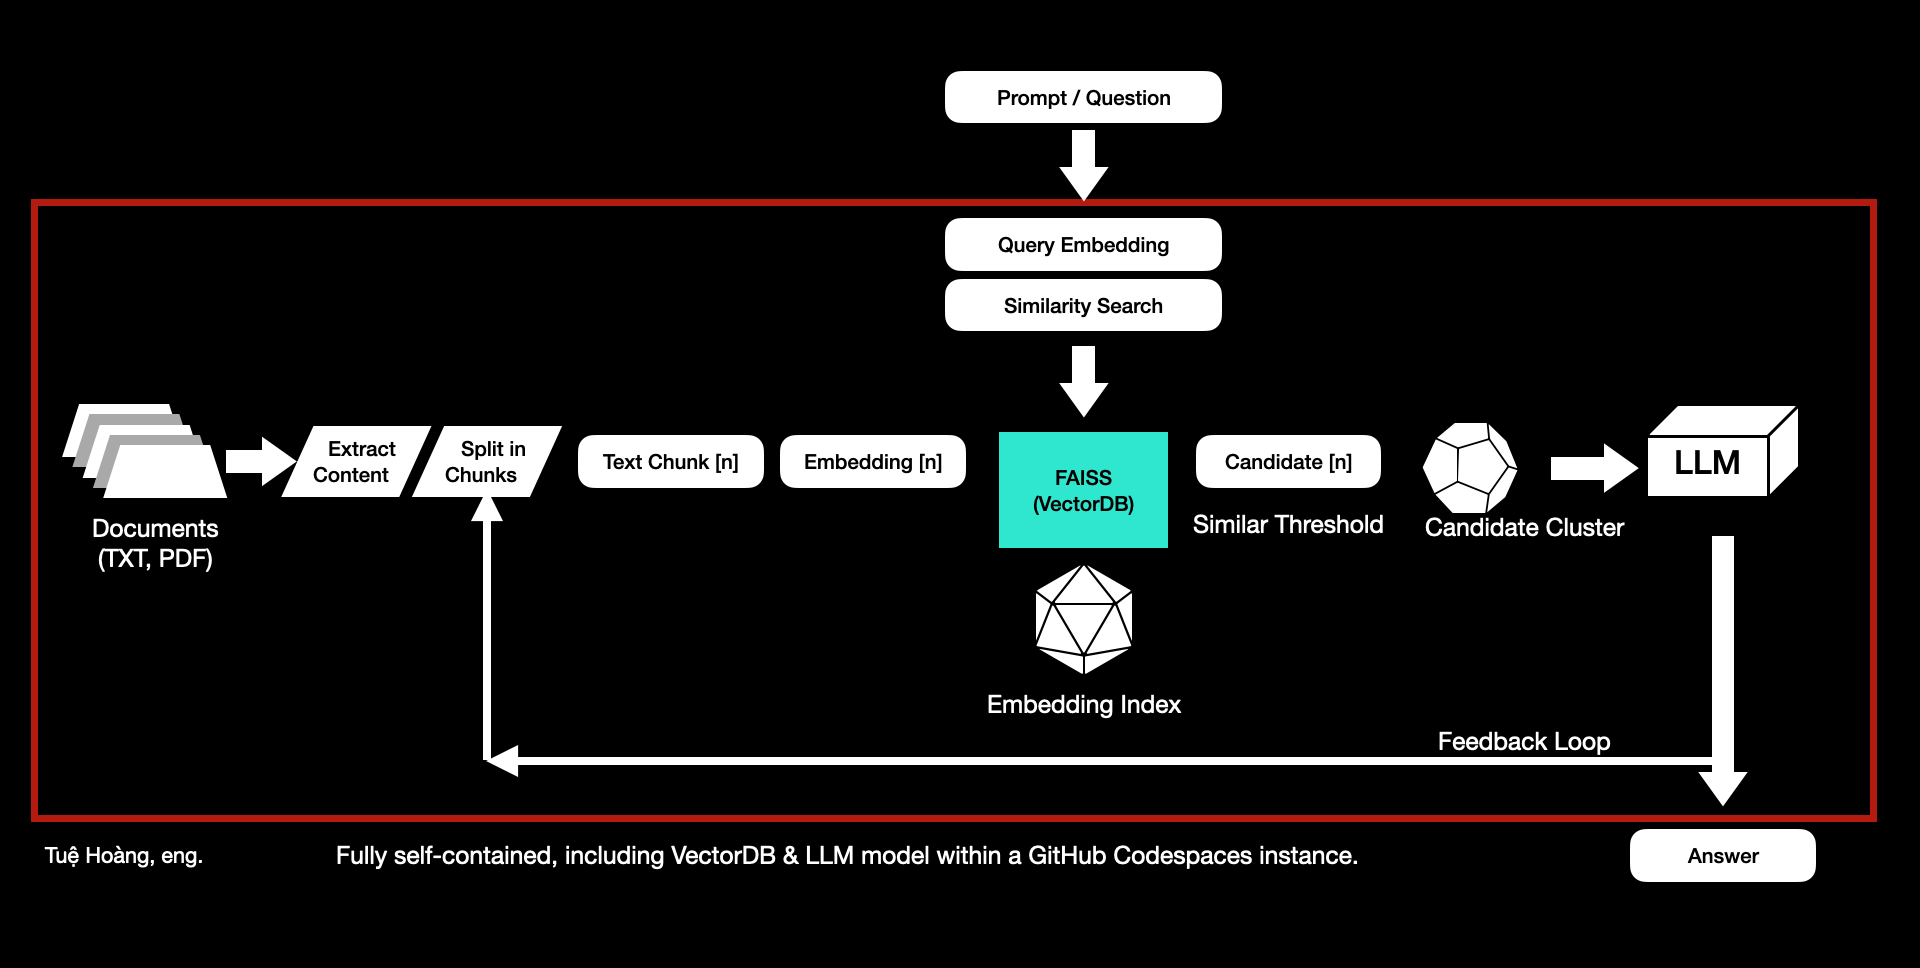 Prompt / Question
Query Embedding
Similarity Search
Documents
(TXT, PDF)
Extract
Content
Split in
Chunks
Text Chunk [n]
Embedding [n]
FAISS
(VectorDB)
Embedding Index
Candidate [n]
Similar Threshold
Candidate Cluster
LLM
Feedback Loop
Tuệ Hoàng, eng.
Fully self-contained, including VectorDB & LLM model within a GitHub Codespaces instance.
Answer